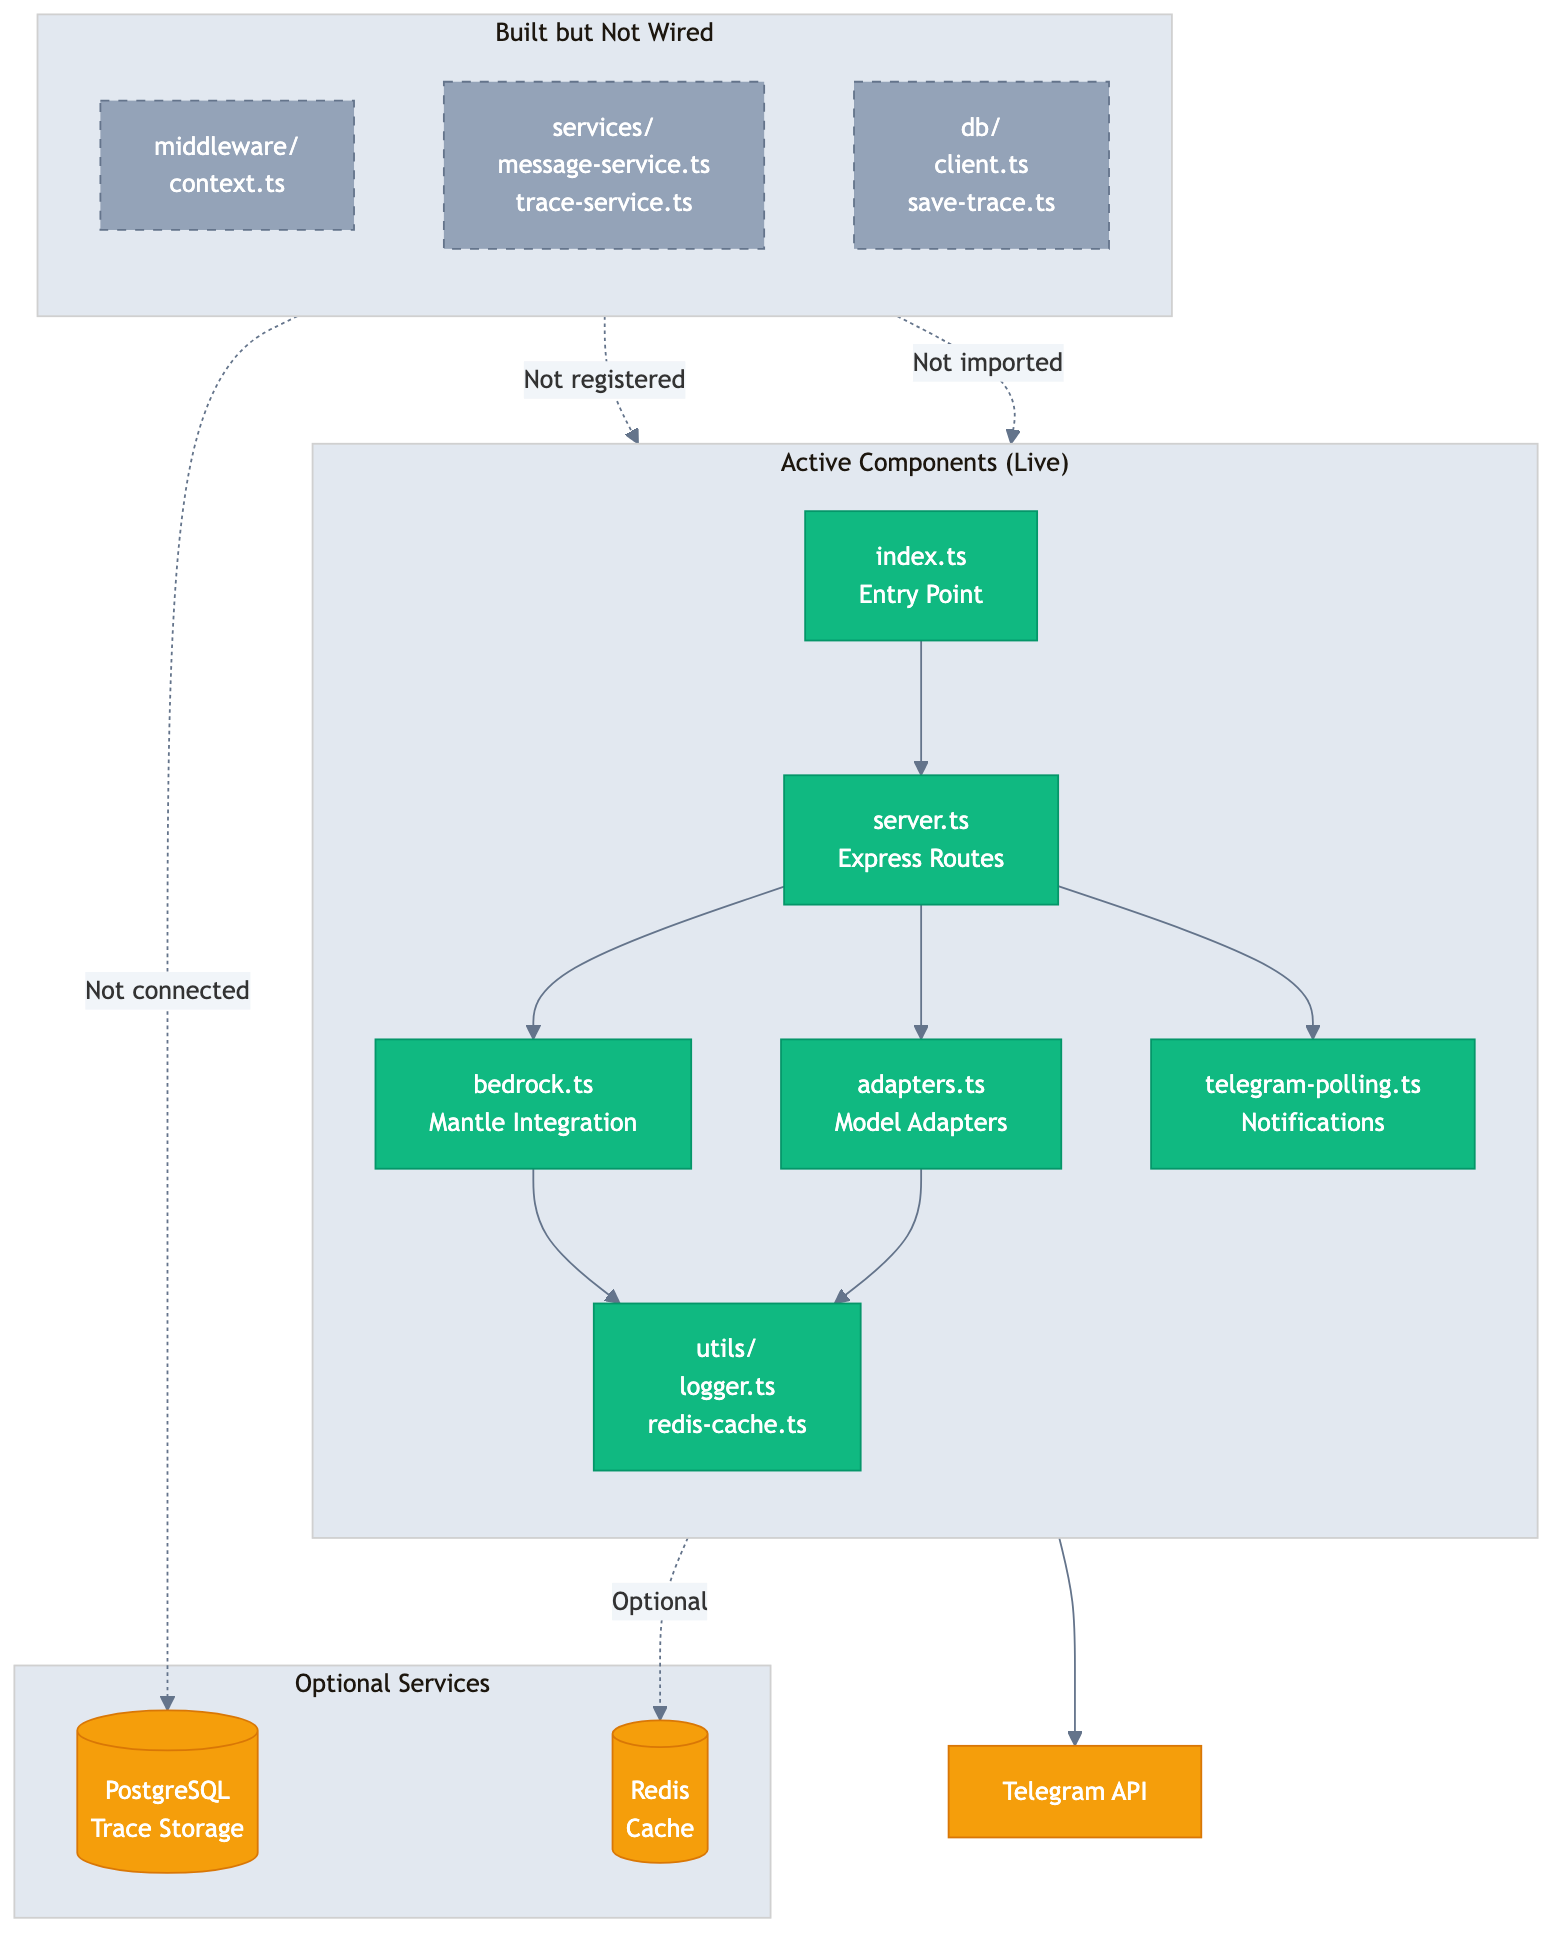 Built but Not Wired
middleware/
context.ts
services/
message-service.ts
trace-service.ts
db/
client.ts
save-trace.ts
Not registered
Not imported
Active Components (Live)
index.ts
Entry Point
server.ts
Express Routes
Not connected
bedrock.ts
Mantle Integration
adapters.ts
Model Adapters
telegram-polling.ts
Notifications
utils/
logger.ts
redis-cache.ts
Optional
Optional Services
PostgreSQL
Trace Storage
Redis
Cache
Telegram API